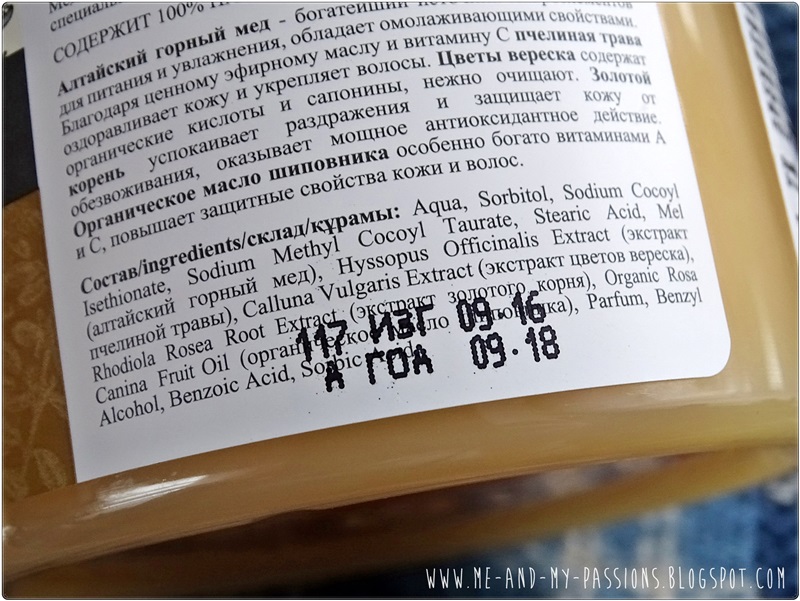 СОДЕРЖИТ 100%
Алтайский горный мед - богатейший
для питания и увлажнения, обладает омолаживающими свойствами.
Благодаря ценному эфирному маслу и витамину С пчелиная трава
оздоравливает кожу и укрепляет волосы. Цветы вереска содержат
органические кислоты и сапонины, нежно очищают. Золотой
корень успокаивает раздражения и защищает кожу от
обезвоживания, оказывает мощное антиоксидантное действие.
Органическое масло шиповника особенно богато витаминами А
и С, повышает защитные свойства кожи и волос.
Состав/ingredients/склад/құрамы: Aqua, Sorbitol, Sodium Cocoyl
Isethionate, Sodium Methyl Cocoyl Taurate, Stearic Acid, Mel
(алтайский горный мед), Hyssopus Officinalis Extract (экстракт
пчелиной травы), Calluna Vulgaris Extract (экстракт цветов вереска),
Rhodiola Rosea Root Extract (экстракт золотого корня), Organic Rosa
Canina Fruit Oil Parfum, Benzyl
Alcohol, Benzoic Acid, Sorbic Acid
117 ИЗГ 09·16
А ГОА 09·18
WWW.ME-AND-MY-PASSIONS.BLOGSPOT.COM